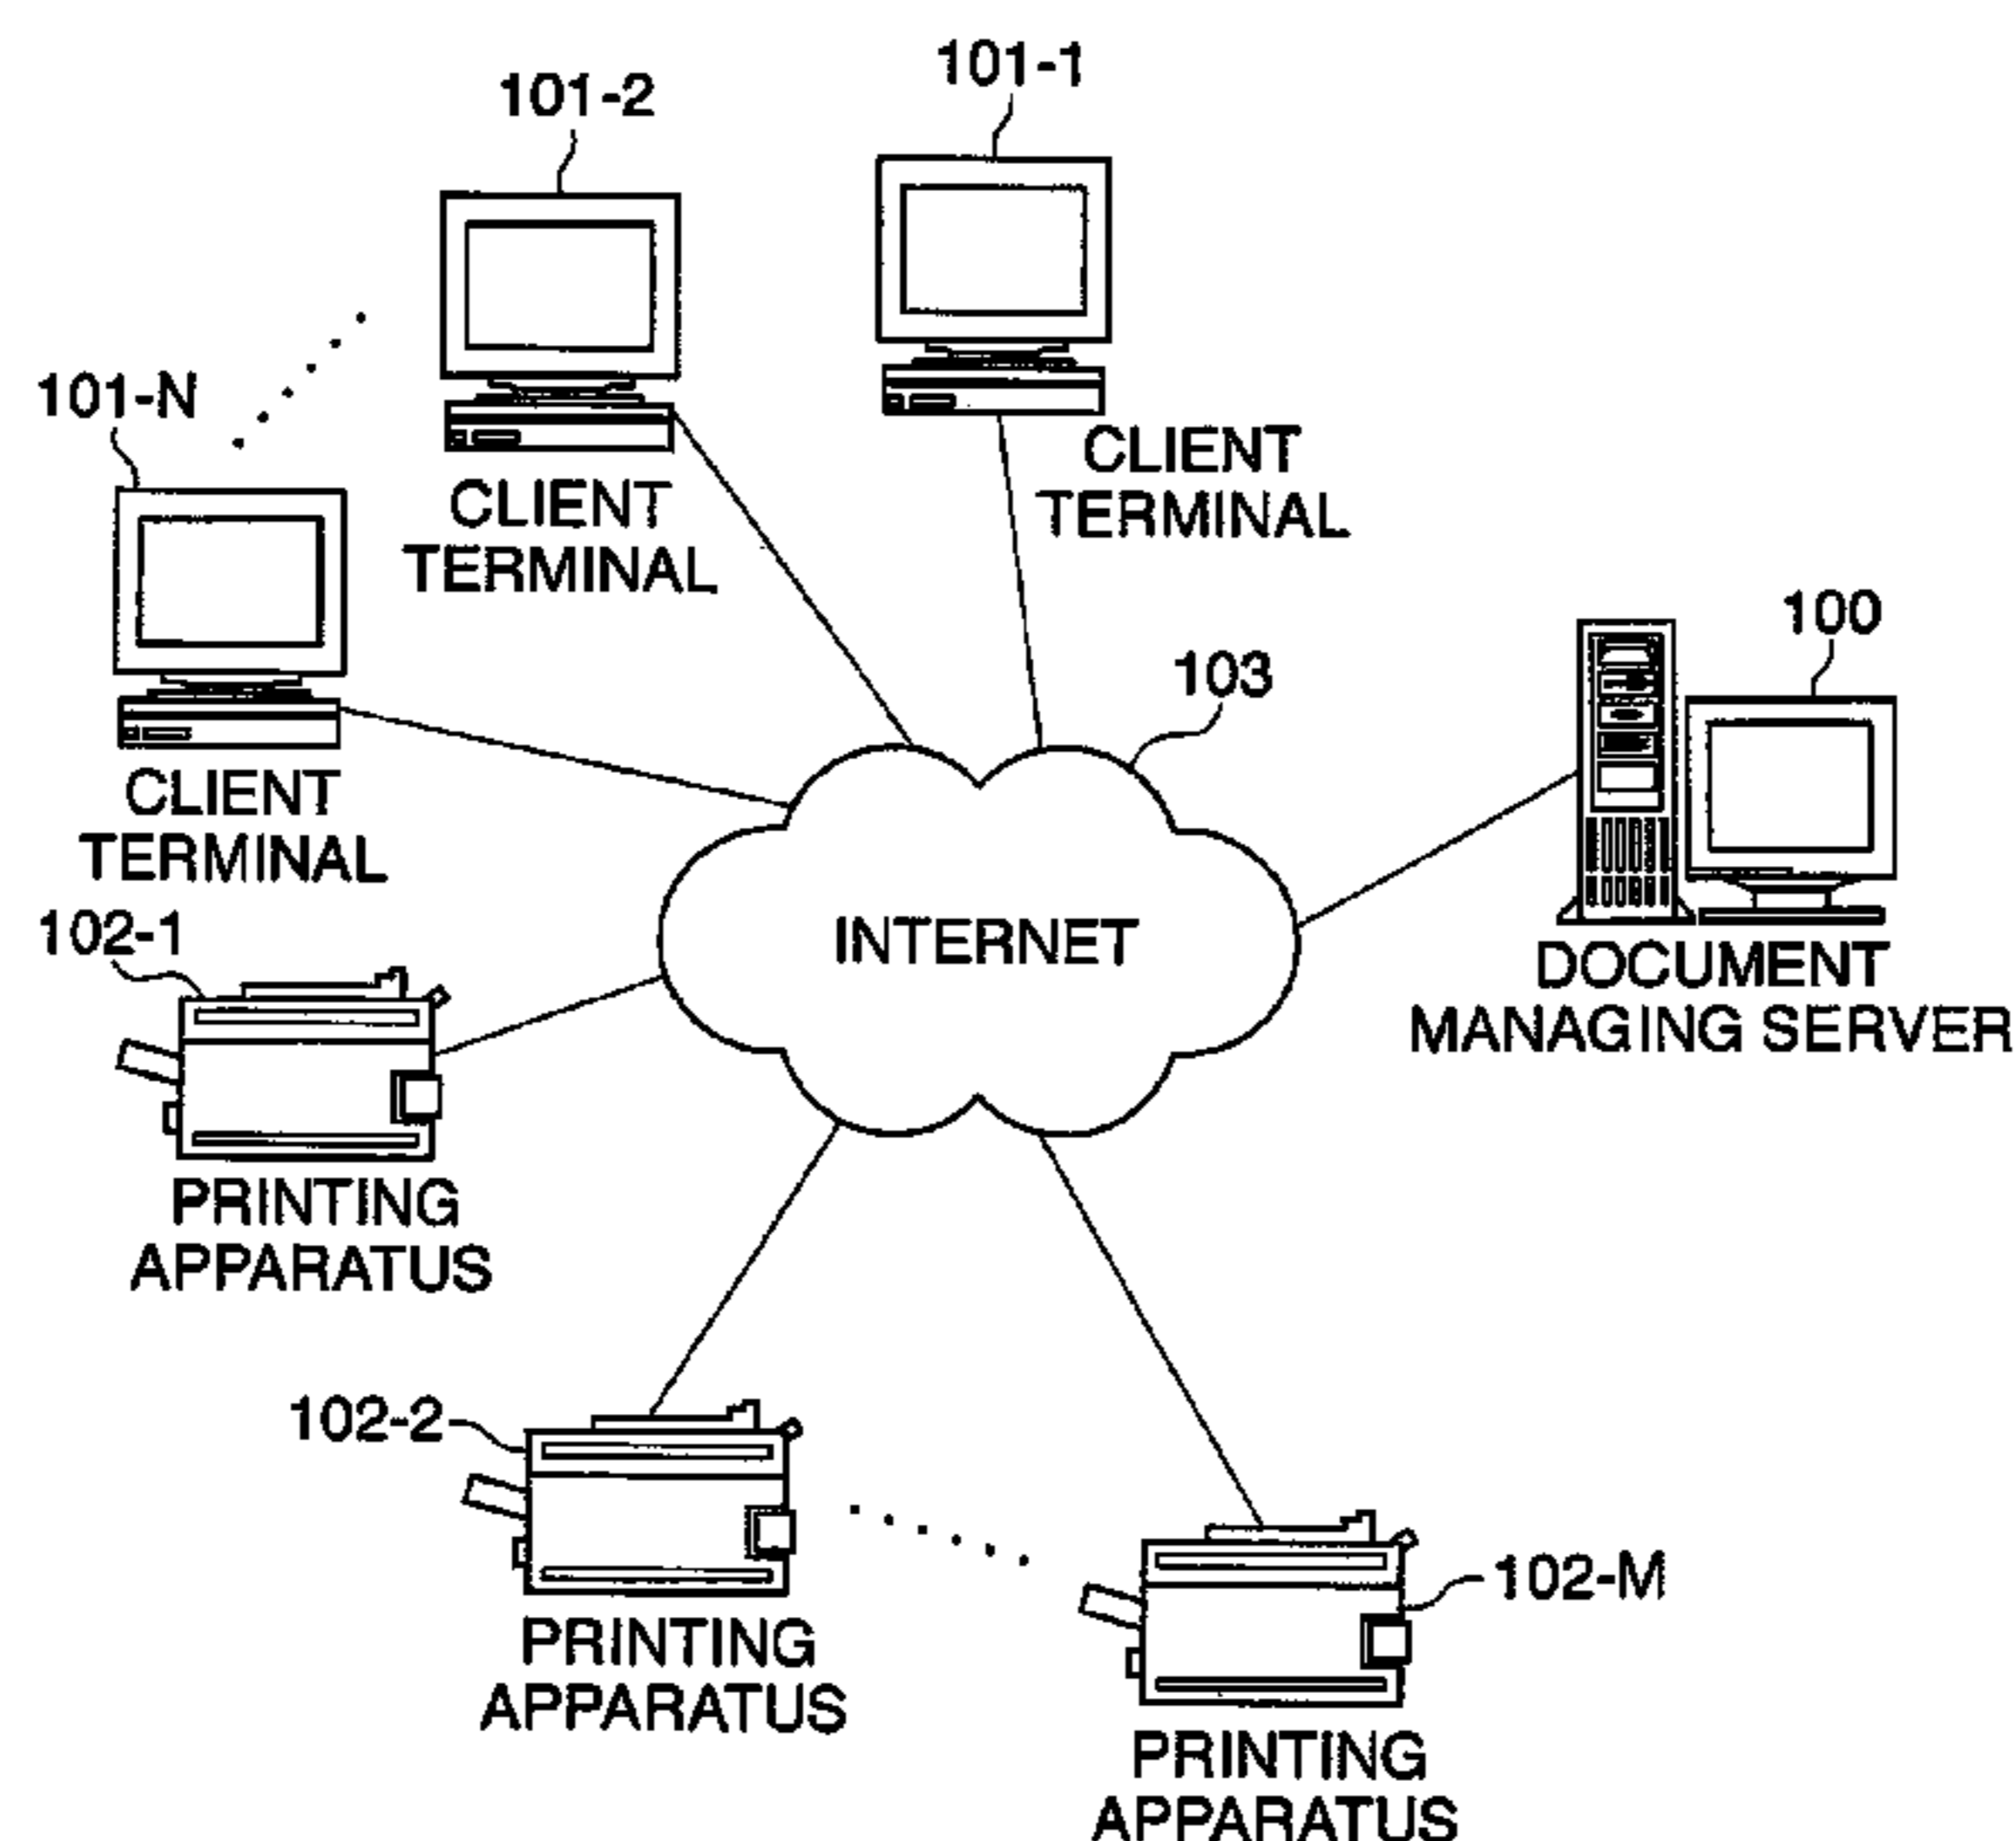 101-1
101-2
CLIENT
TERMINAL
101-N
CLIENT
TERMINAL
100
103
CLIENT
TERMINAL
102-1
INTERNET
DOCUMENT
MANAGING SERVER
PRINTING
APPARATUS
102-2
102-M
PRINTING
APPARATUS
PRINTING
APPARATUS